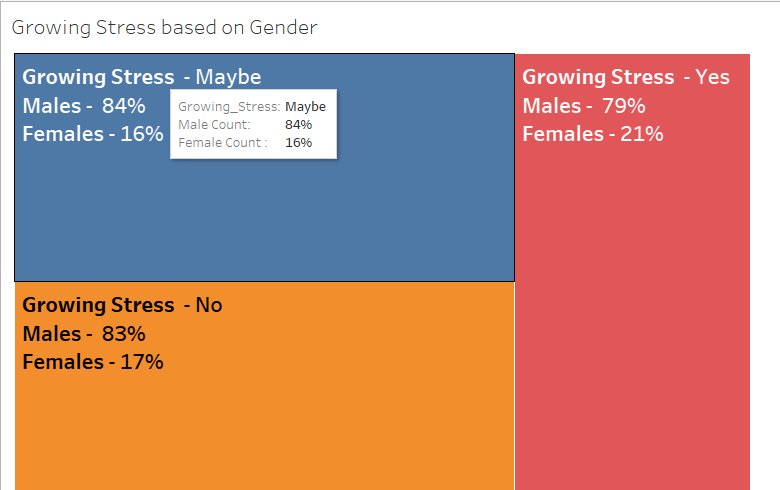 Growing Stress based on Gender
Growing Stress - Maybe
Males - 84%
Females - 16%
Growing_Stress: Maybe
Male Count: 84%
Female Count : 16%
Growing Stress - Yes
Males - 79%
Females - 21%
Growing Stress - No
Males - 83%
Females - 17%